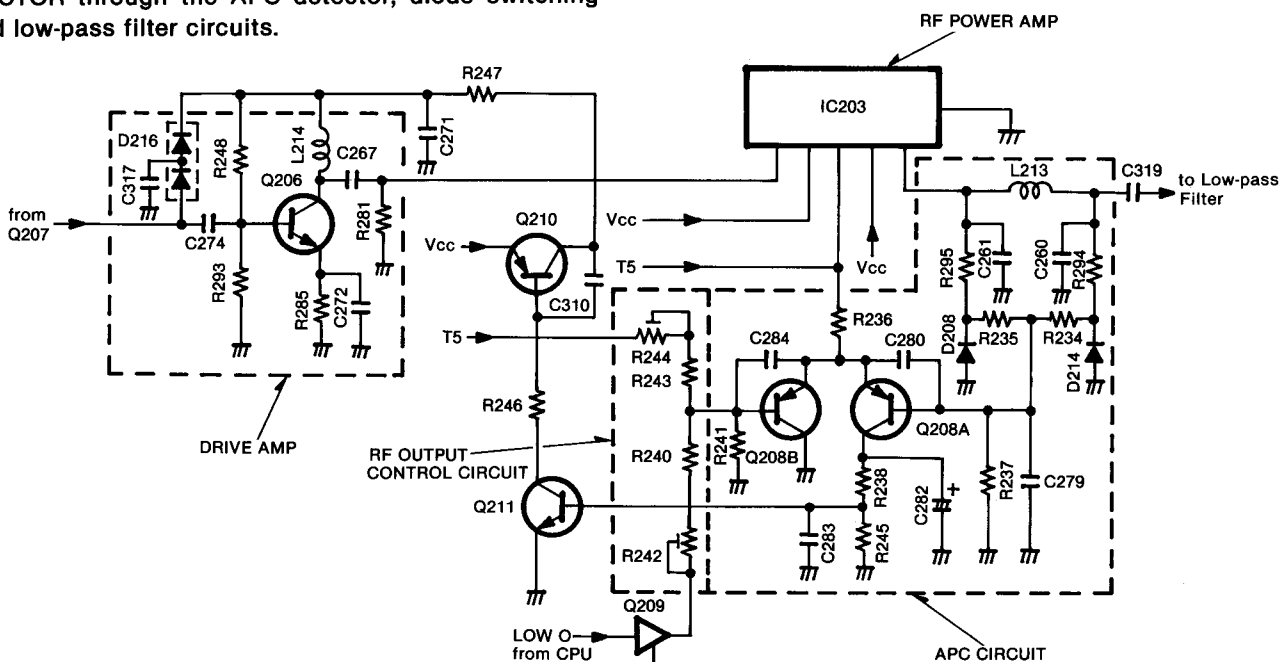 CTOR through the APC detector, diode switching
d low-pass filter circuits.
RF POWER AMP
R247
IC203
D216
R248
L214
C267
C271
C317
Q206
L213
C319
to Low-pass
Filter
from
Q207
C274
R281
Q210
Vcc
Vcc
Vcc
T5
C310
R295
C261
C260
R294
R293
R285
C272
R236
D208
R235
R234
D214
T5
R244
R243
C284
C280
DRIVE AMP
R246
RF OUTPUT
CONTROL CIRCUIT
R240
R241
Q208B
Q208A
R238
C282
+
R237
C279
Q211
R242
C283
R245
Q209
LOW O
from CPU
APC CIRCUIT